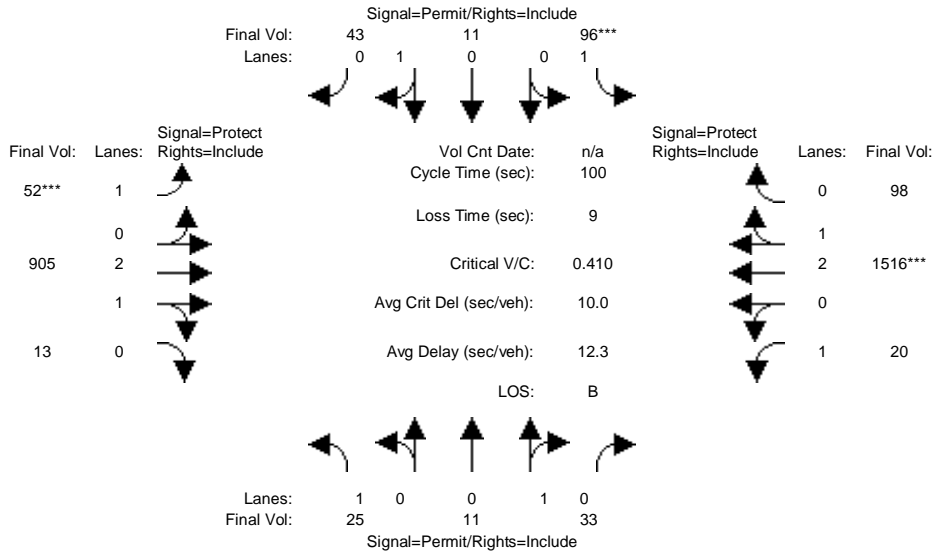 Signal=Permit/Rights=Include
Final Vol: 43 11 96***
Lanes: 0 1 0 0 1
Signal=Protect
Final Vol: Lanes: Rights=Include
Vol Cnt Date: n/a
Signal=Protect
Rights=Include Lanes: Final Vol:
Cycle Time (sec): 100
52*** 1
0 98
Loss Time (sec): 9
0
1
905 2
Critical V/C: 0.410
2 1516***
1
Avg Crit Del (sec/veh): 10.0
0
13 0
Avg Delay (sec/veh): 12.3
1 20
LOS: B
Lanes: 1 0 0 1 0
Final Vol: 25 11 33
Signal=Permit/Rights=Include